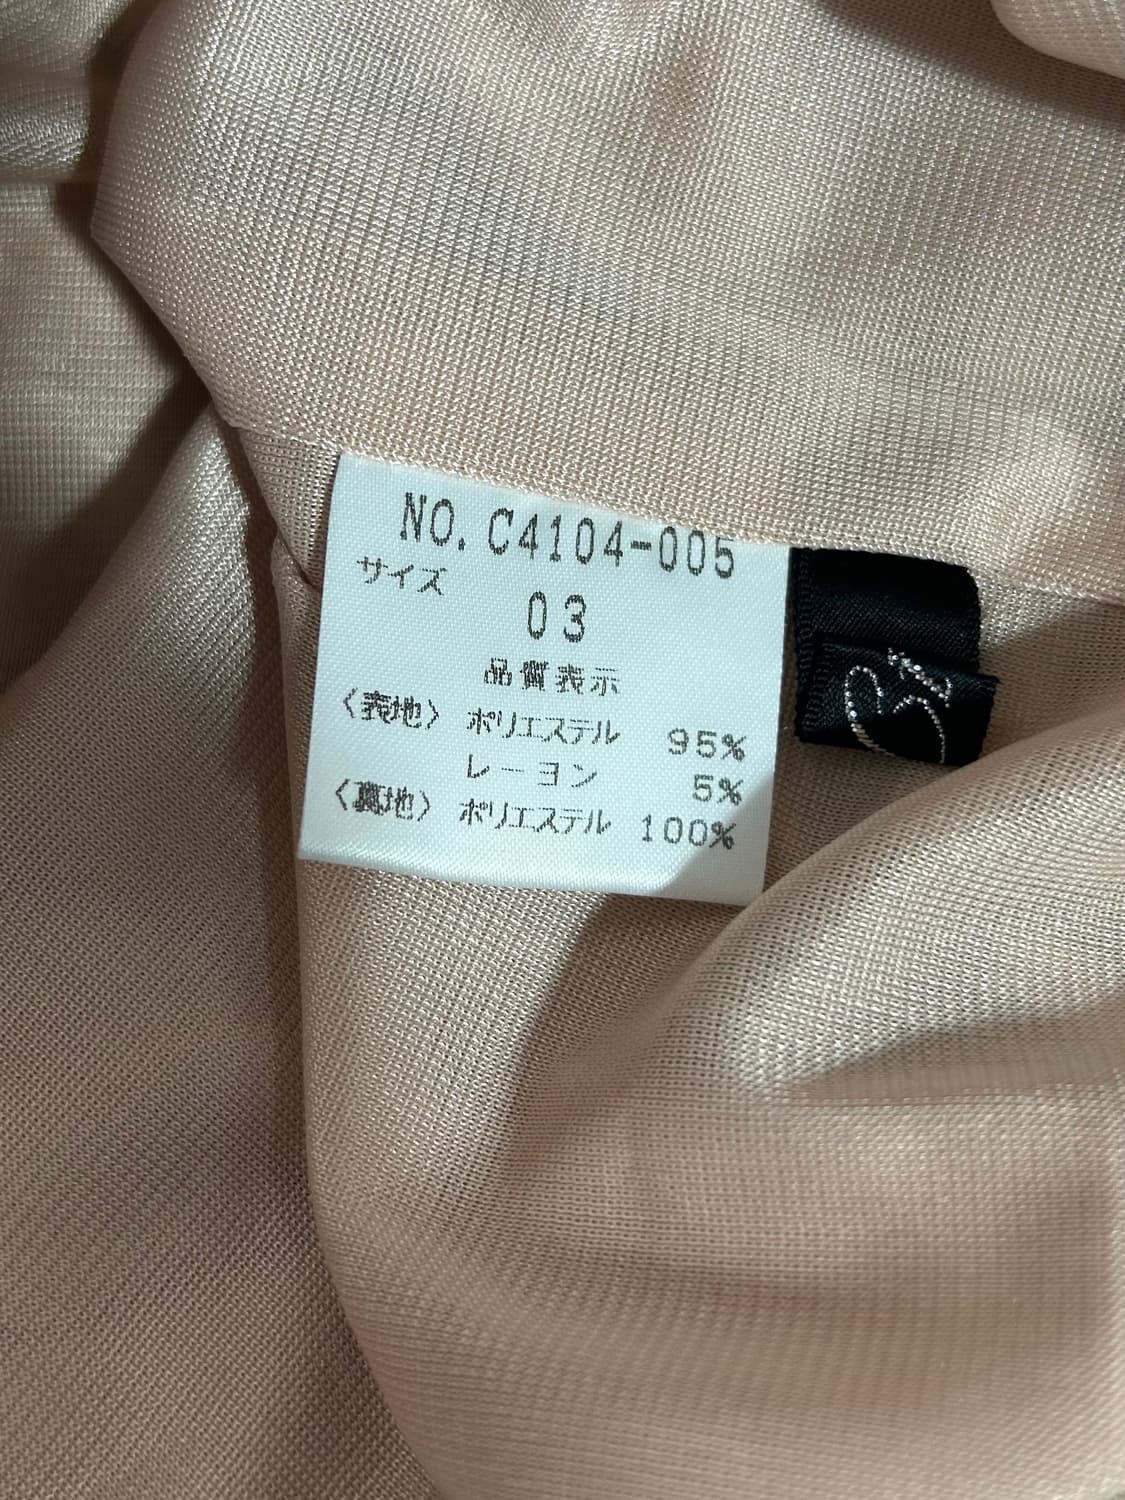 NO. C4104-005
サイズ
03
品質表示
〈表地〉 ポリエステル 95%
レーヨン 5%
〈裏地〉 ポリエステル 100%